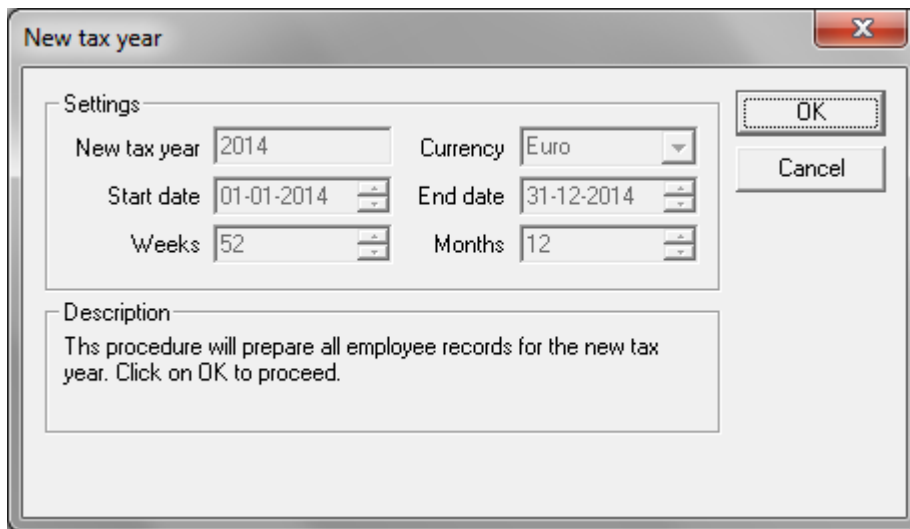 New tax year
Settings
New tax year 2014 Currency Euro
Start date 01-01-2014 End date 31-12-2014
Weeks 52 Months 12
OK
Cancel
Description
Ths procedure will prepare all employee records for the new tax
year. Click on OK to proceed.